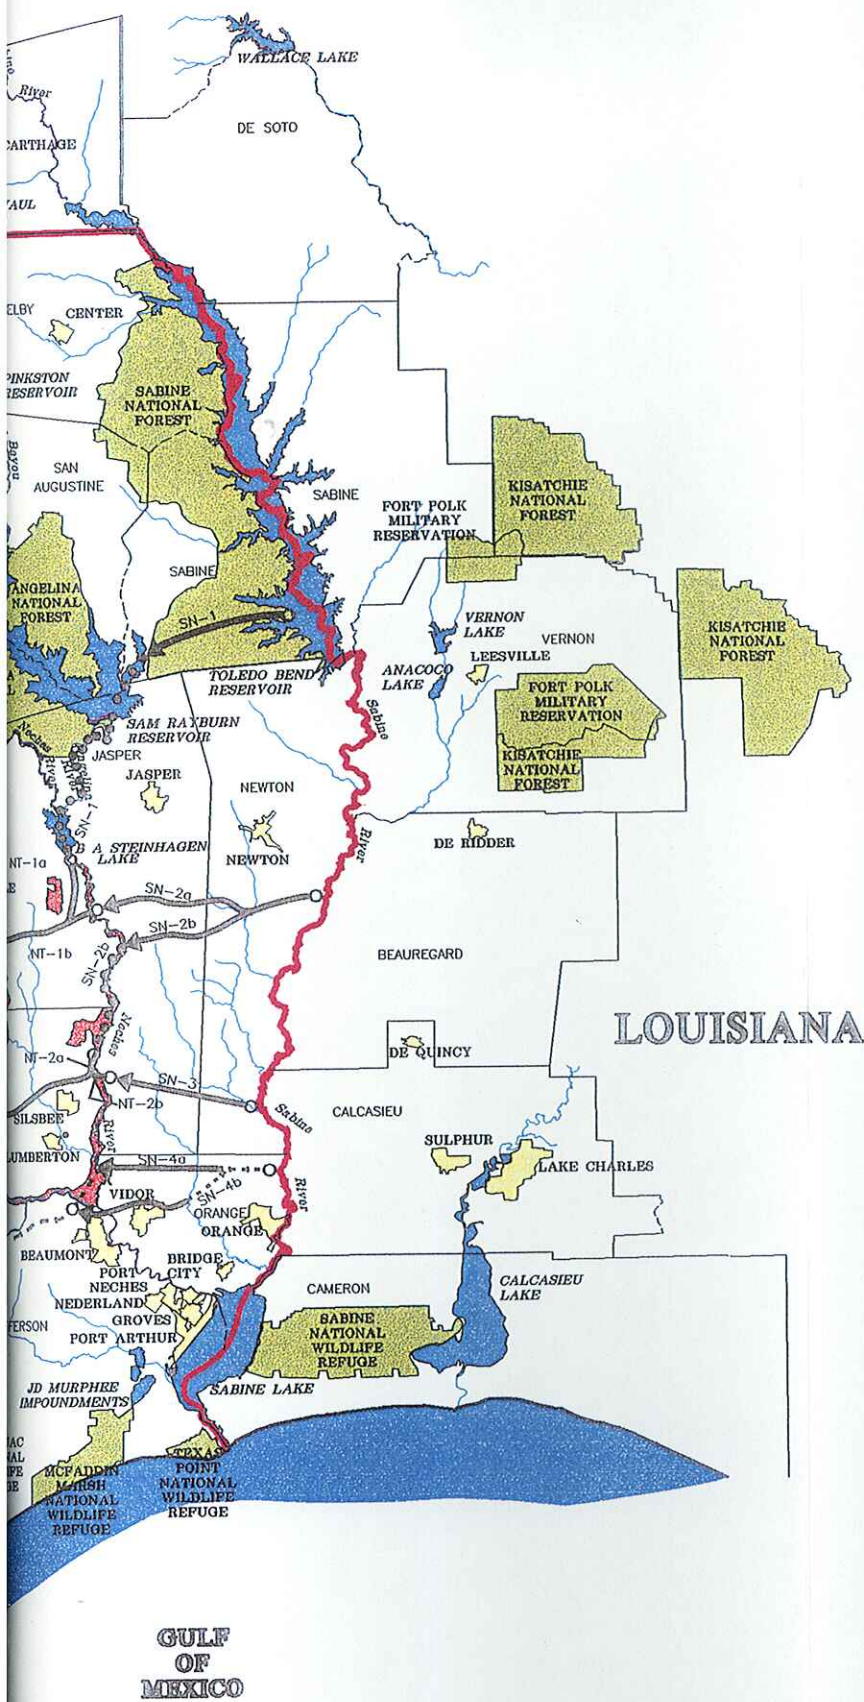 WALLACE LAKE
River
DE SOTO
CARTHAGE
CENTER
PINKSTON
RESERVOIR
SABINE
NATIONAL
FOREST
Bayou
SAN
AUGUSTINE
SABINE
KISATCHIE
NATIONAL
FOREST
FORT POLK
MILITARY
RESERVATION
SABINE
ANGELINA
NATIONAL
FOREST
SN-1
VERNON
LAKE
VERNON
KISATCHIE
NATIONAL
FOREST
LEESVILLE
ANACOCO
LAKE
TOLEDO BEND
RESERVOIR
FORT POLK
MILITARY
RESERVATION
Sabine
SAM RAYBURN
RESERVOIR
Neches
River
Angelina
River
JASPER
KISATCHIE
NATIONAL
FOREST
JASPER
NEWTON
SN-1
River
B A STEINHAGEN
LAKE
NEWTON
DE RIDDER
NT-1a
SN-2a
SN-2b
NT-1b
SN-2b
BEAUREGARD
LOUISIANA
Neches
NT-2a
DE QUINCY
SN-3
NT-2b
Sabine
CALCASIEU
SILSBEE
River
SULPHUR
LUMBERTON
SN-4a
LAKE CHARLES
SN-4b
River
VIDOR
ORANGE
ORANGE
BEAUMONT
BRIDGE
CITY
PORT
NECHES
CAMERON
CALCASIEU
LAKE
NEDERLAND
GROVES
PORT ARTHUR
SABINE
NATIONAL
WILDLIFE
REFUGE
SABINE LAKE
JD MURPHEE
IMPOUNDMENTS
MCFADDIN
MARSH
NATIONAL
WILDLIFE
REFUGE
TEXAS
POINT
NATIONAL
WILDLIFE
REFUGE
GULF
OF
MEXICO